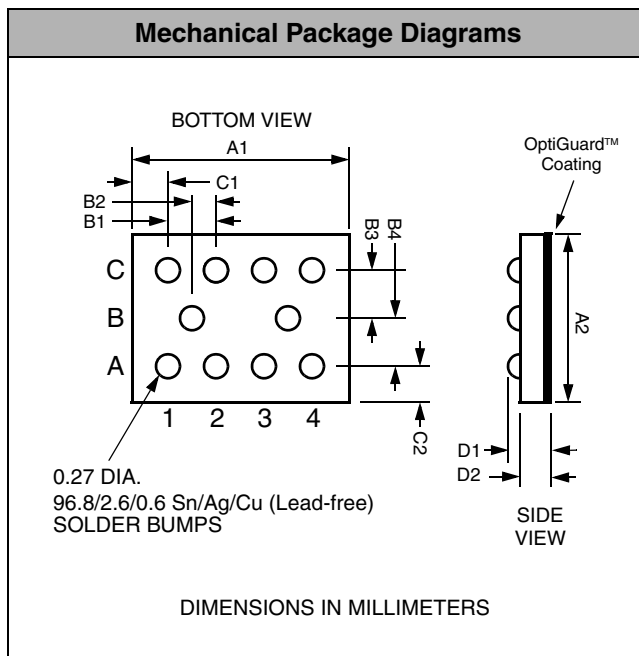 Mechanical Package Diagrams
BOTTOM VIEW
A1
OptiGuard™
Coating
C1
B2
B1
B3
B4
C
B
A
A2
1 2 3 4
C2
D1
D2
0.27 DIA.
96.8/2.6/0.6 Sn/Ag/Cu (Lead-free)
SOLDER BUMPS
SIDE
VIEW
DIMENSIONS IN MILLIMETERS